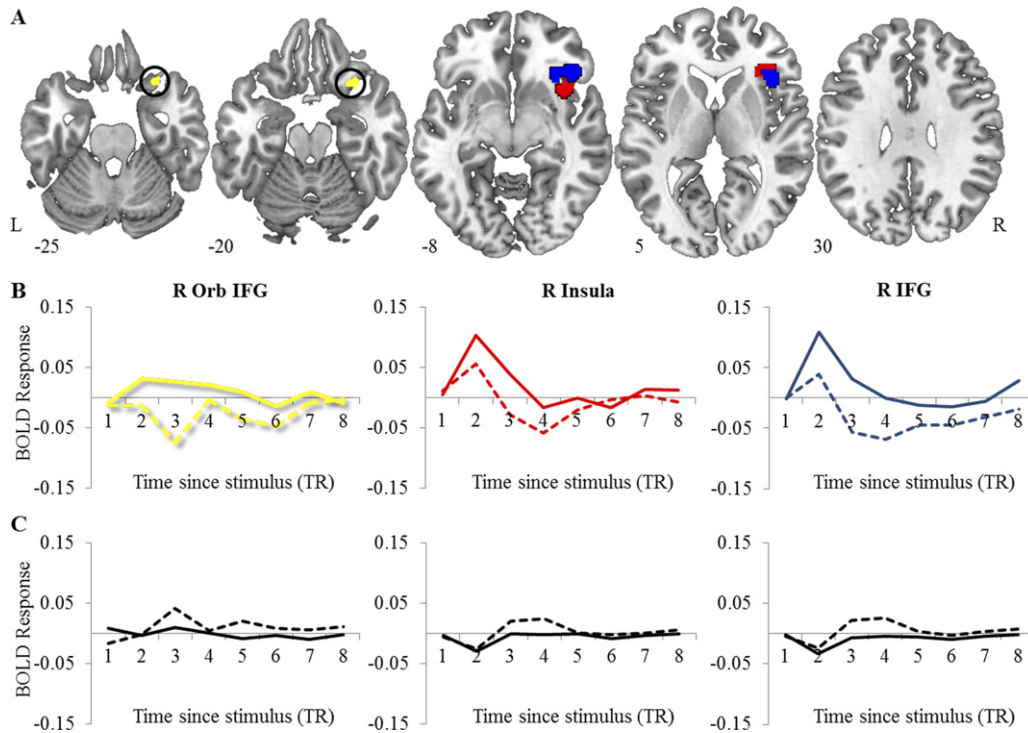 A
L
R
-25
-20
-8
5
30
B
R Orb IFG
R Insula
R IFG
BOLD Response
0.15
0.05
-0.05
-0.15
1 2 3 4 5 6 7 8
Time since stimulus (TR)
0.15
0.05
-0.05
-0.15
1 2 3 4 5 6 7 8
Time since stimulus (TR)
0.15
0.05
-0.05
-0.15
1 2 3 4 5 6 7 8
Time since stimulus (TR)
C
BOLD Response
0.15
0.05
-0.05
-0.15
1 2 3 4 5 6 7 8
Time since stimulus (TR)
0.15
0.05
-0.05
-0.15
1 2 3 4 5 6 7 8
Time since stimulus (TR)
0.15
0.05
-0.05
-0.15
1 2 3 4 5 6 7 8
Time since stimulus (TR)